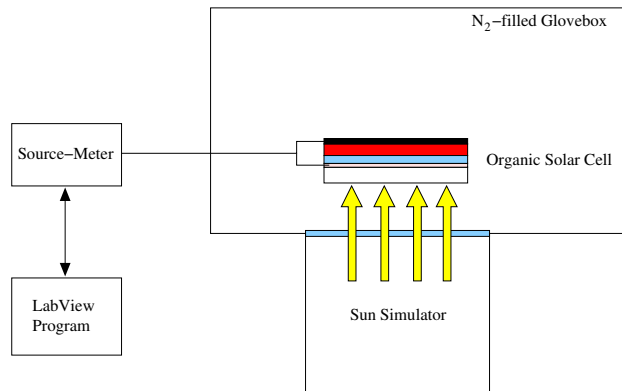 N₂−filled Glovebox
Source−Meter
Organic Solar Cell
LabView
Program
Sun Simulator